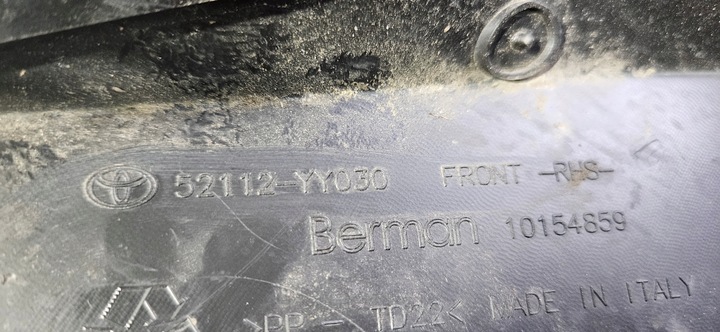 52112-YY030 FRONT -RHS-
Berman 10154859
>PP - TD22< MADE IN ITALY